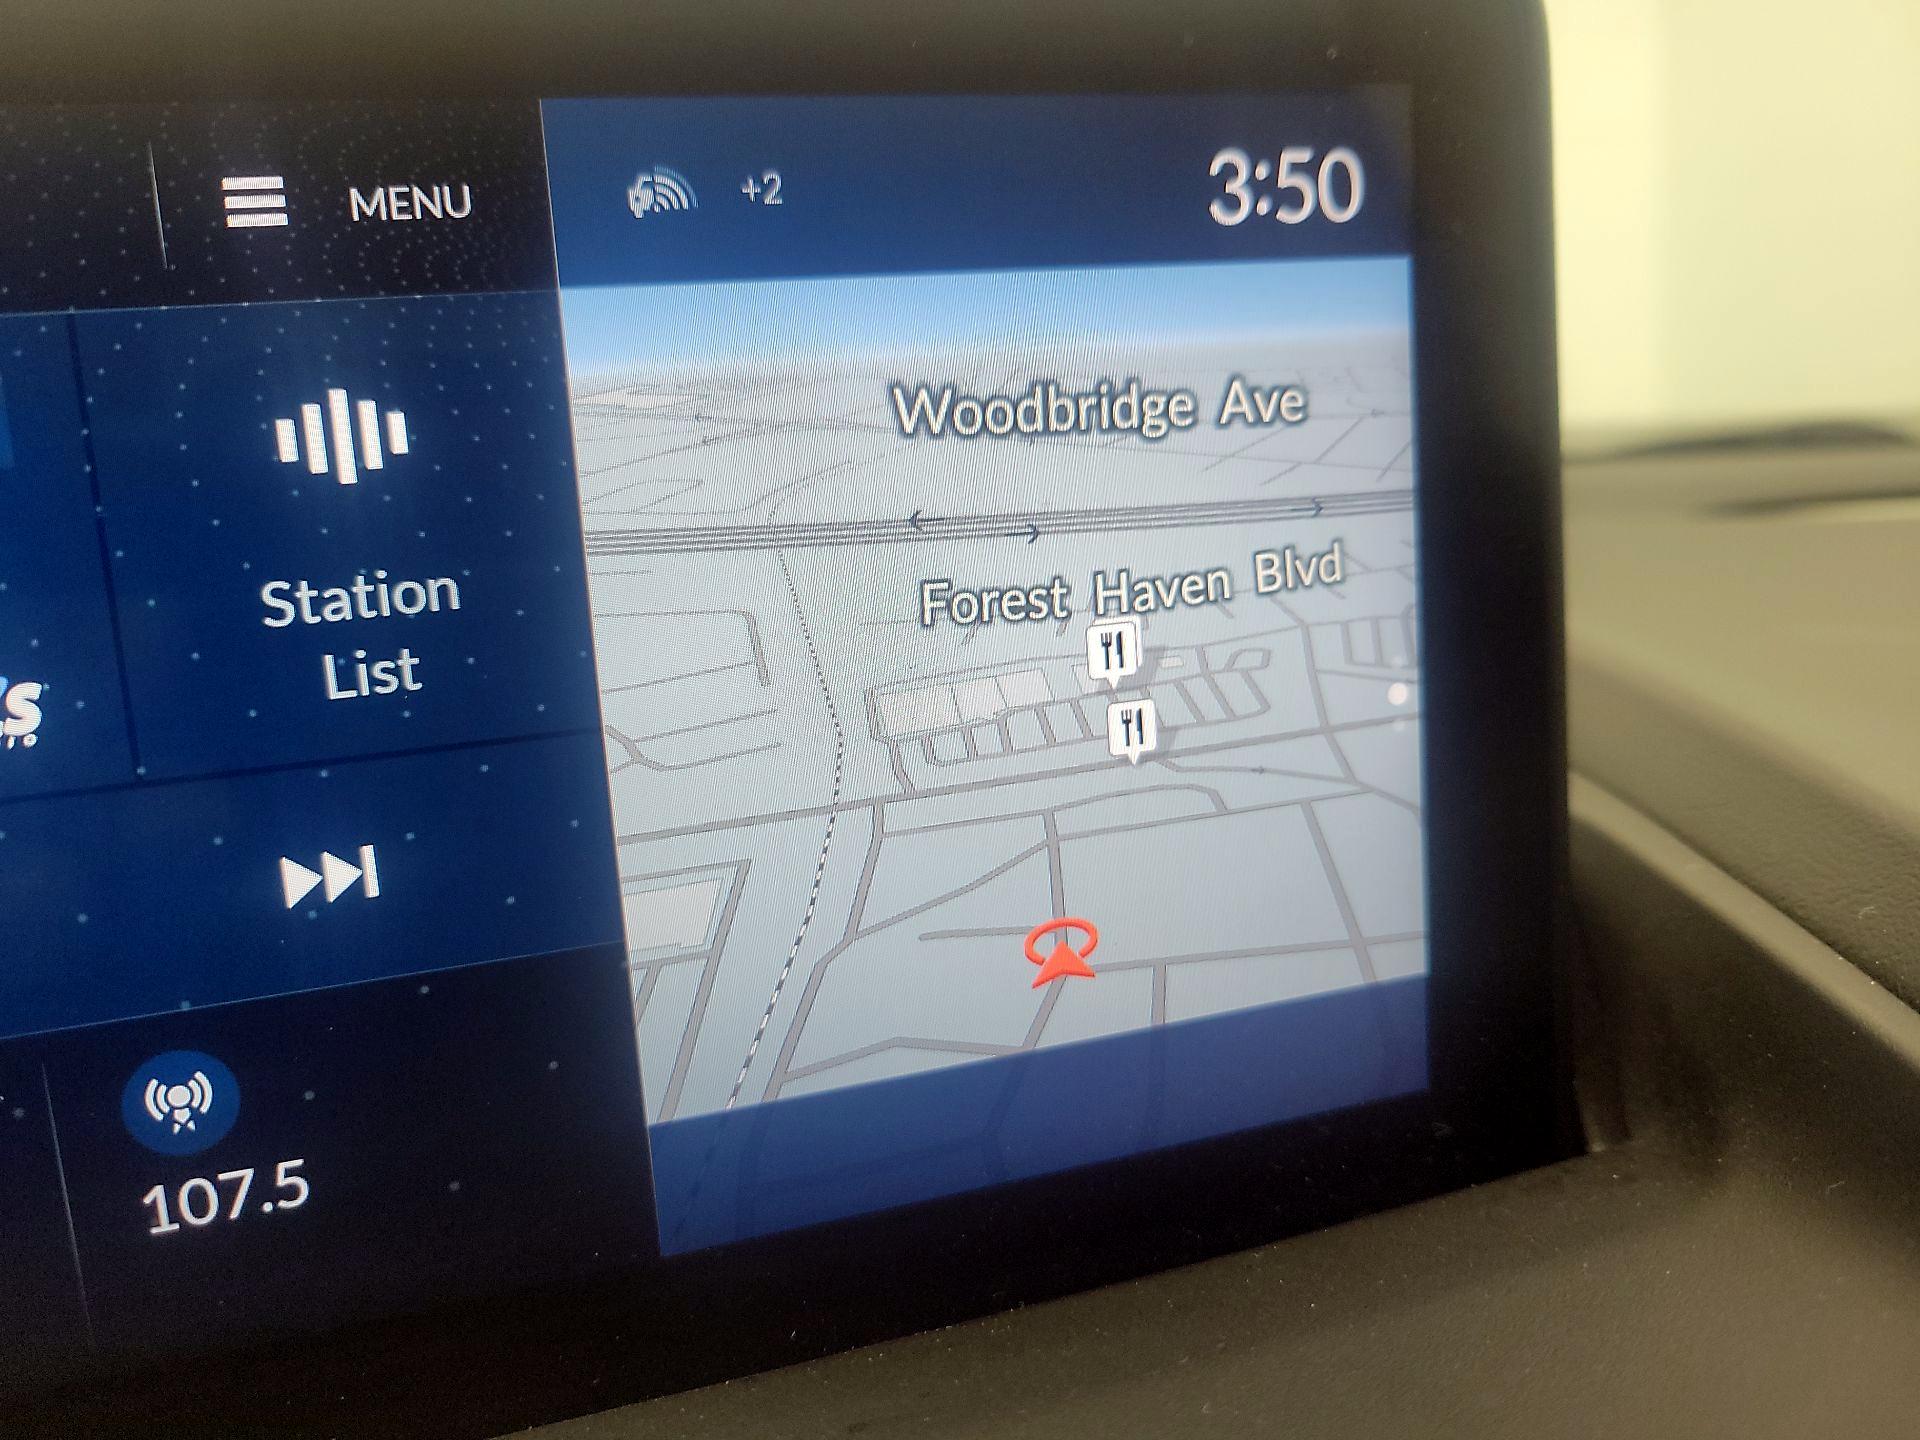 MENU
+2
3:50
Woodbridge Ave
Forest Haven Blvd
Station
List
107.5